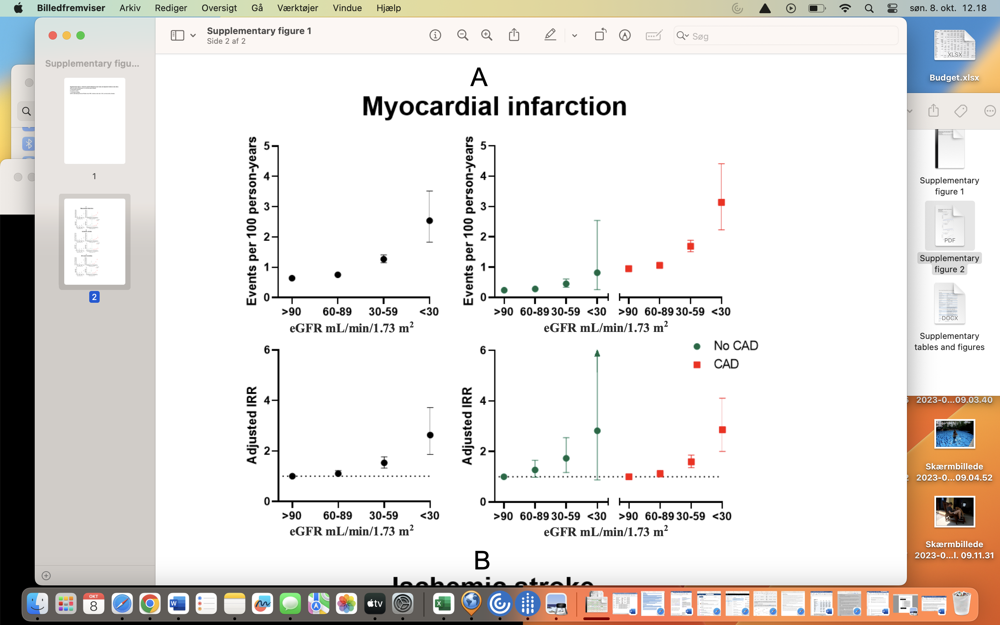 Billedfremviser Arkiv Rediger Oversigt Gå Værktøjer Vindue Hjælp søn. 8. okt. 12.18
Supplementary figure 1
Side 2 af 2
Søg
Supplementary figu...
1
2
A
Myocardial infarction
Events per 100 person-years
5
4
3
2
1
0
>90 60-89 30-59 <30
eGFR mL/min/1.73 m²
Events per 100 person-years
5
4
3
2
1
0
>90 60-89 30-59 <30 >90 60-89 30-59 <30
eGFR mL/min/1.73 m²
Adjusted IRR
6
4
2
0
>90 60-89 30-59 <30
eGFR mL/min/1.73 m²
No CAD
CAD
Adjusted IRR
6
4
2
0
>90 60-89 30-59 <30 >90 60-89 30-59 <30
eGFR mL/min/1.73 m²
B
Ischemic stroke
XLSX
Budget.xlsx
Supplementary
figure 1
PDF
Supplementary
figure 2
DOCX
Supplementary
tables and figures
2023-0...09.03.40
Skærmbillede
2023-0...09.04.52
Skærmbillede
2023-0...l. 09.11.31
OKT
8
W
tv
X